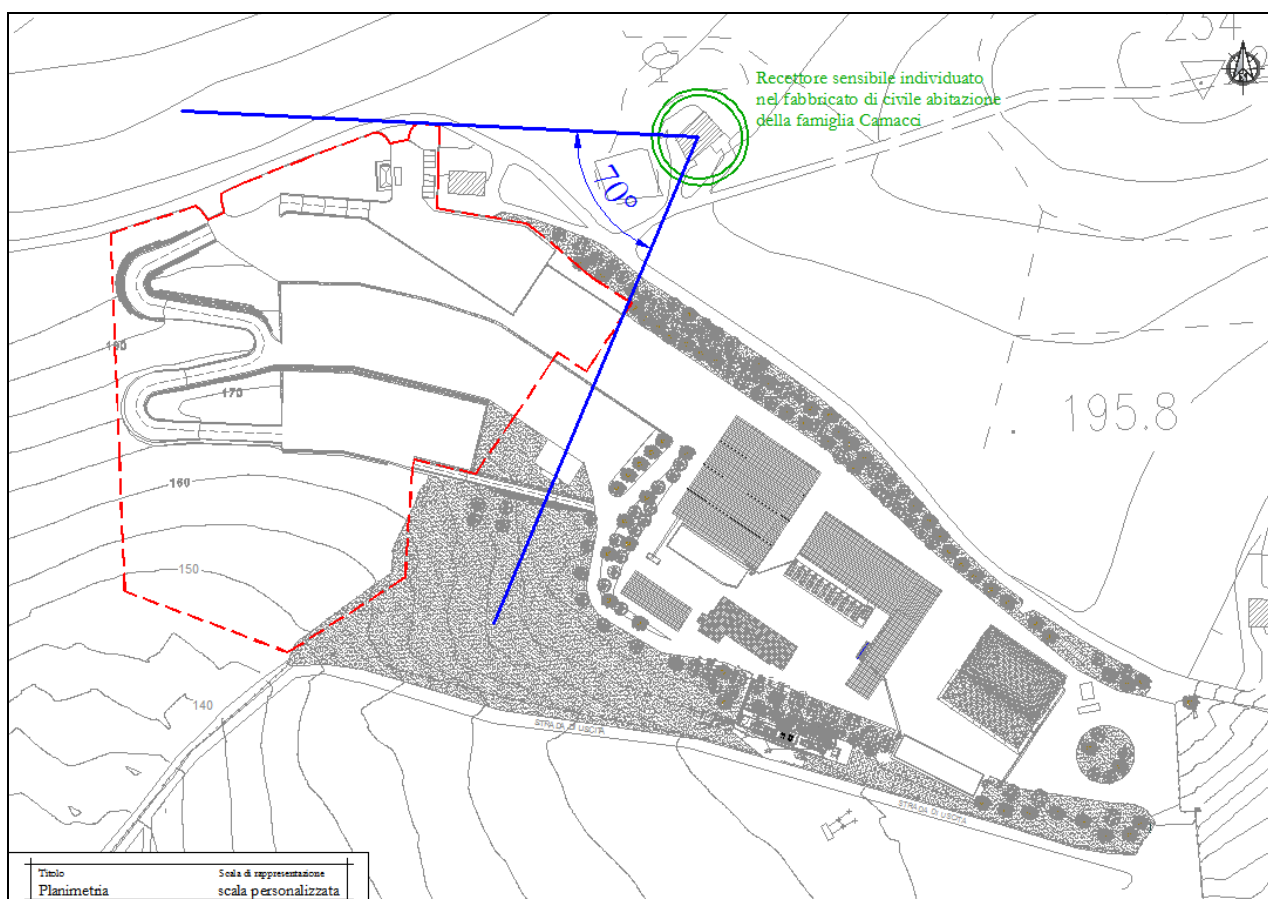 234
Recettore sensibile individuato
nel fabbricato di civile abitazione
della famiglia Camacci
70°
170
195.8
160
150
140
STRADA DI USCITA
STRADA DI USCITA
Titolo
Scala di rappresentazione
Planimetria
scala personalizzata